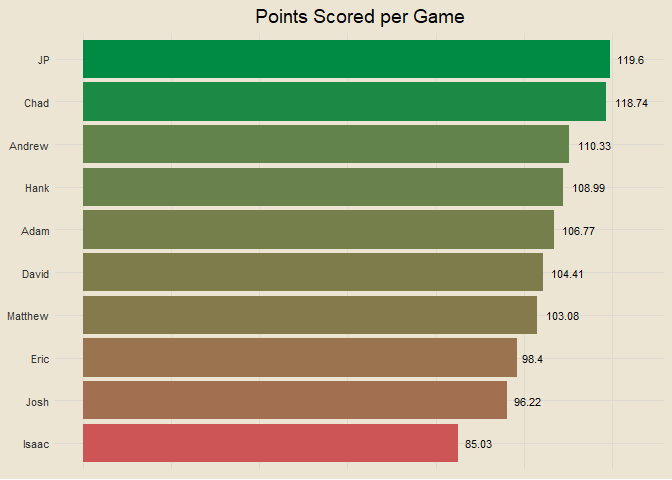 Points Scored per Game
JP 119.6
Chad 118.74
Andrew 110.33
Hank 108.99
Adam 106.77
David 104.41
Matthew 103.08
Eric 98.4
Josh 96.22
Isaac 85.03